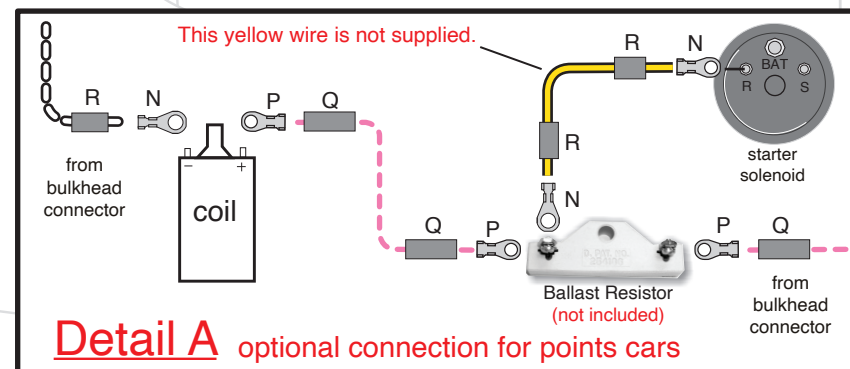 This yellow wire is not supplied.
R
N
BAT
R
S
starter
solenoid
R
N
P
Q
from
bulkhead
connector
- +
coil
R
N
Q
P
P
Q
Ballast Resistor
(not included)
from
bulkhead
connector
Detail A optional connection for points cars